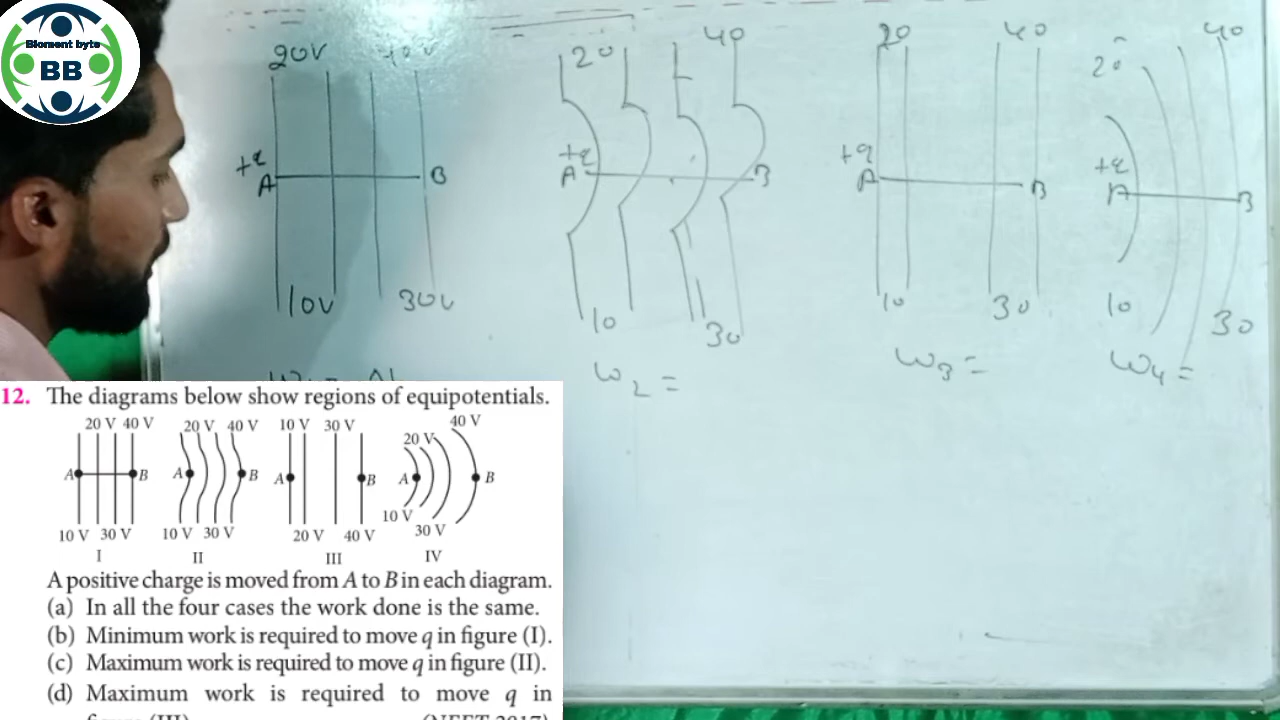 Bioment byte
BB
20V
+q
A
B
10V
30V
20
40
+q
A
B
10
30
W2 =
20
40
+q
A
B
10
30
W3 =
20
40
+q
A
B
10
30
W4 =
12. The diagrams below show regions of equipotentials.
20 V 40 V
A
B
10 V 30 V
I
20 V 40 V
A
B
10 V 30 V
II
10 V 30 V
A
B
20 V 40 V
III
40 V
20 V
A
B
10 V
30 V
IV
A positive charge is moved from A to B in each diagram.
(a) In all the four cases the work done is the same.
(b) Minimum work is required to move q in figure (I).
(c) Maximum work is required to move q in figure (II).
(d) Maximum work is required to move q in